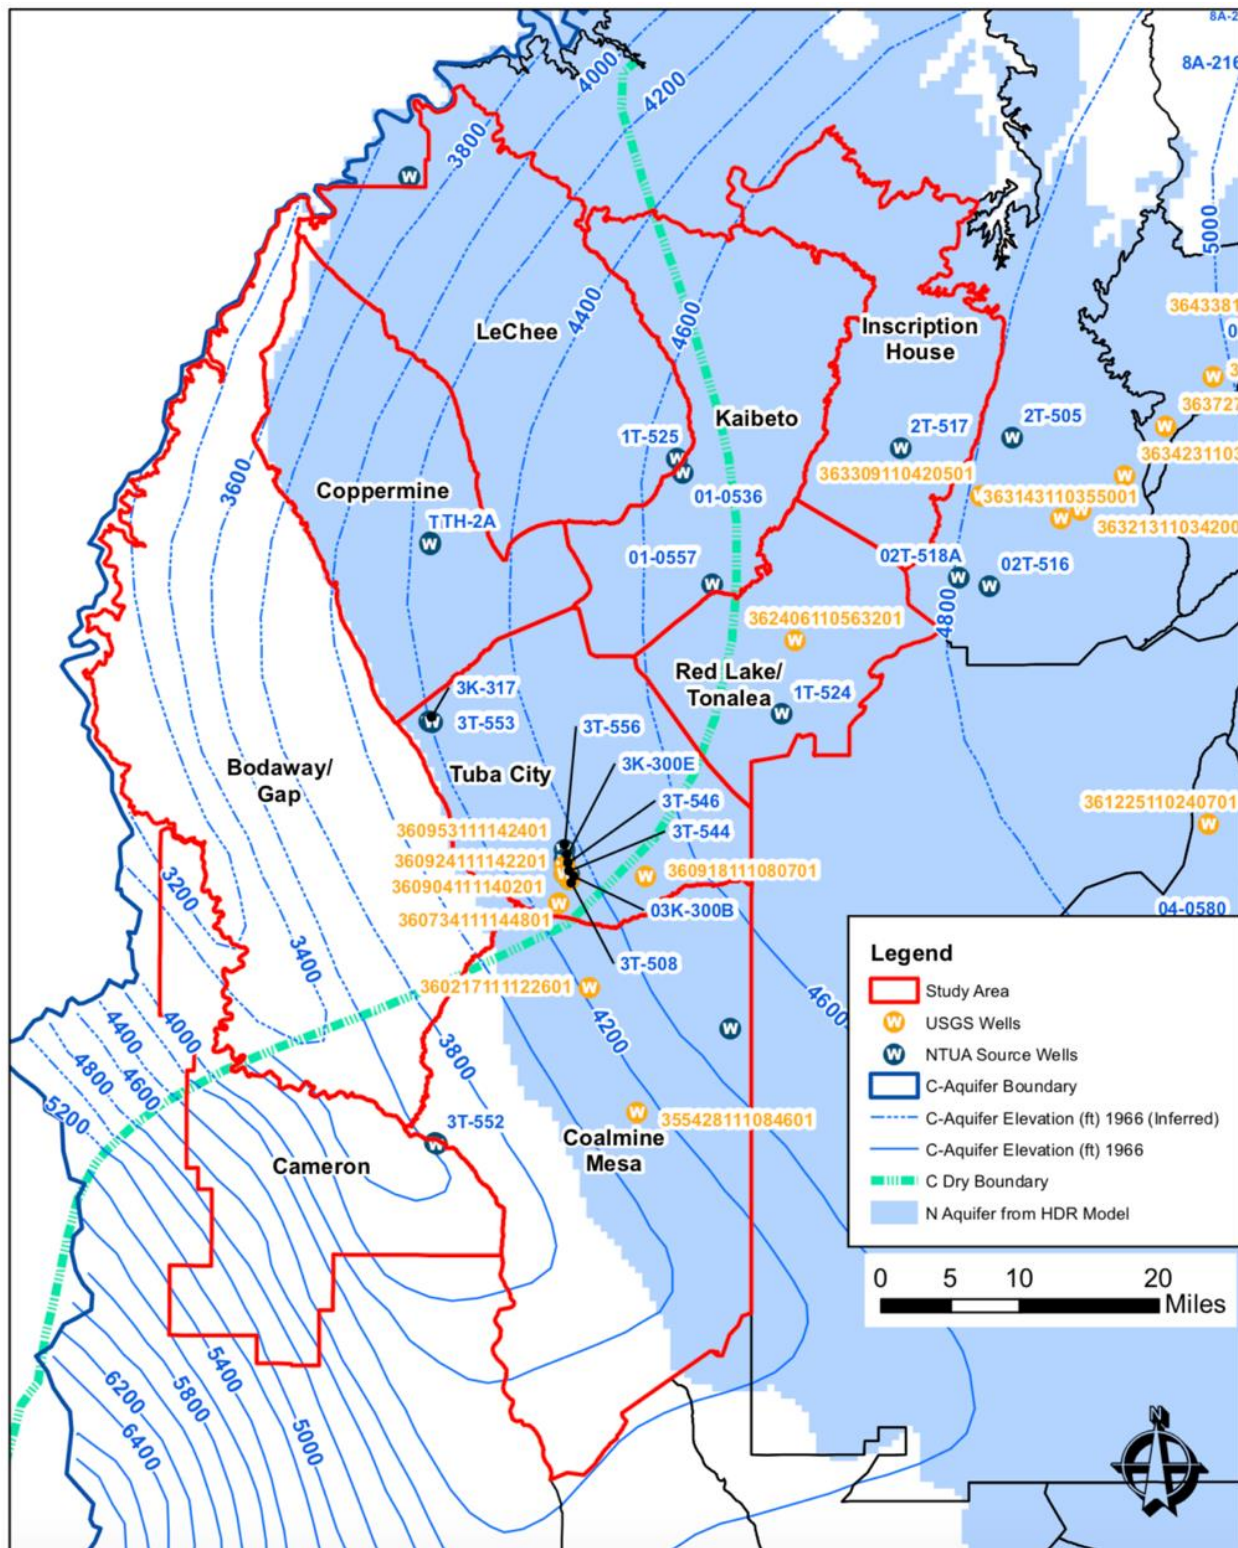 8A-2
8A-216
4000
4200
3800
5000
4400
LeChee
4600
Inscription
House
3643381
0
3
363727
Kaibeto
2T-517
2T-505
3634231103
1T-525
363309110420501
363143110355001
36321311034200
3600
Coppermine
01-0536
TTH-2A
01-0557
02T-518A
02T-516
4800
362406110563201
Red Lake/
Tonalea
1T-524
3K-317
3T-553
3T-556
Bodaway/
Gap
Tuba City
3K-300E
3T-546
3T-544
361225110240701
360953111142401
360924111142201
360918111080701
360904111140201
03K-300B
360734111144801
04-0580
3200
3400
3T-508
360217111122601
4600
4200
4000
4400
4800
4600
5200
3800
3T-552
355428111084601
Coalmine
Mesa
Cameron
5400
6200
5800
5000
6400
Legend
Study Area
W USGS Wells
W NTUA Source Wells
C-Aquifer Boundary
C-Aquifer Elevation (ft) 1966 (Inferred)
C-Aquifer Elevation (ft) 1966
C Dry Boundary
N Aquifer from HDR Model
0 5 10 20
Miles
N